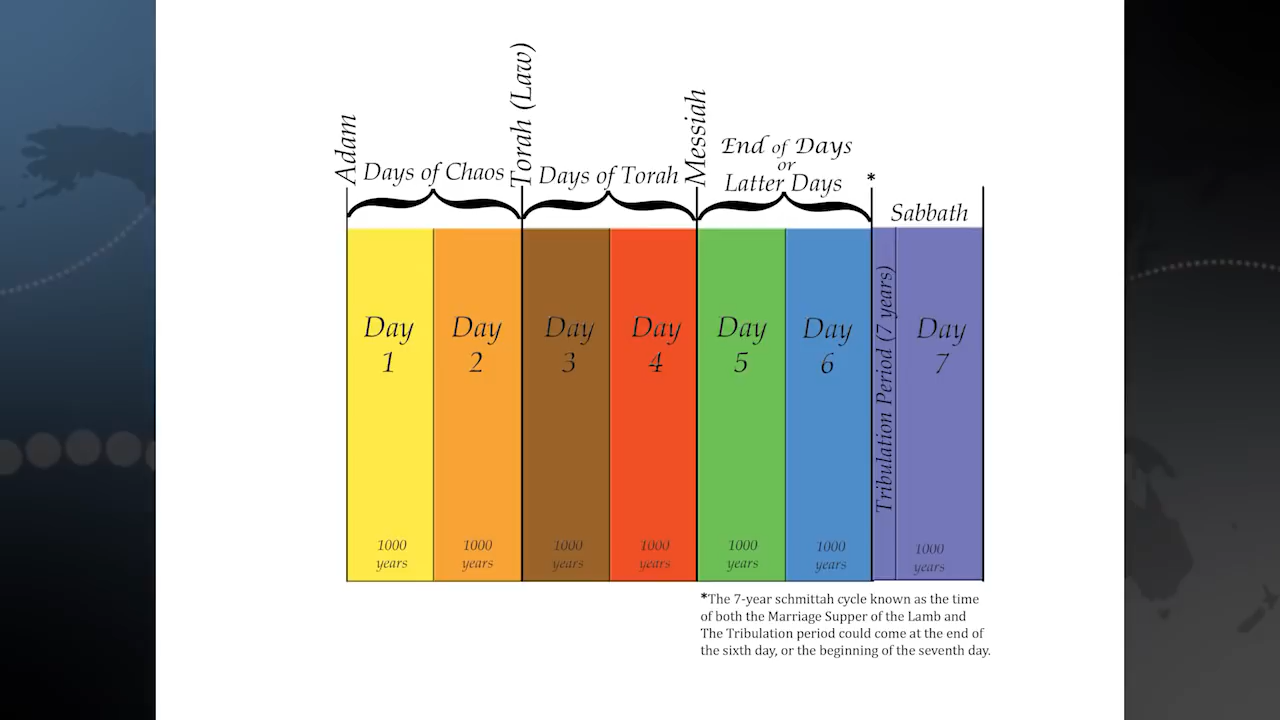 Adam
Days of Chaos
Torah (Law)
Days of Torah
Messiah
End of Days
or
Latter Days
*
Sabbath
Day
1
Day
2
Day
3
Day
4
Day
5
Day
6
Tribulation Period (7 years)
Day
7
1000
years
1000
years
1000
years
1000
years
1000
years
1000
years
1000
years
*The 7-year schmittah cycle known as the time
of both the Marriage Supper of the Lamb and
The Tribulation period could come at the end of
the sixth day, or the beginning of the seventh day.